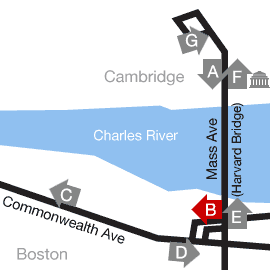 G
A
F
Cambridge
Charles River
Mass Ave
(Harvard Bridge)
C
B
E
Commonwealth Ave
D
Boston